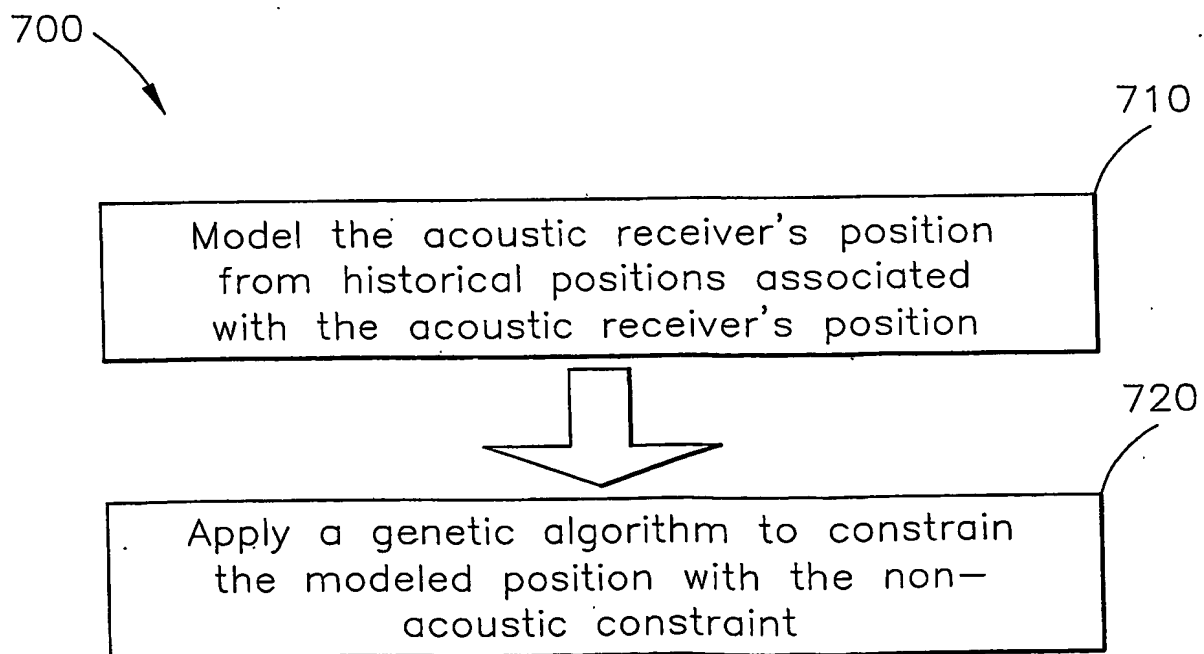 700
710
Model the acoustic receiver's position
from historical positions associated
with the acoustic receiver's position
720
Apply a genetic algorithm to constrain
the modeled position with the non-
acoustic constraint